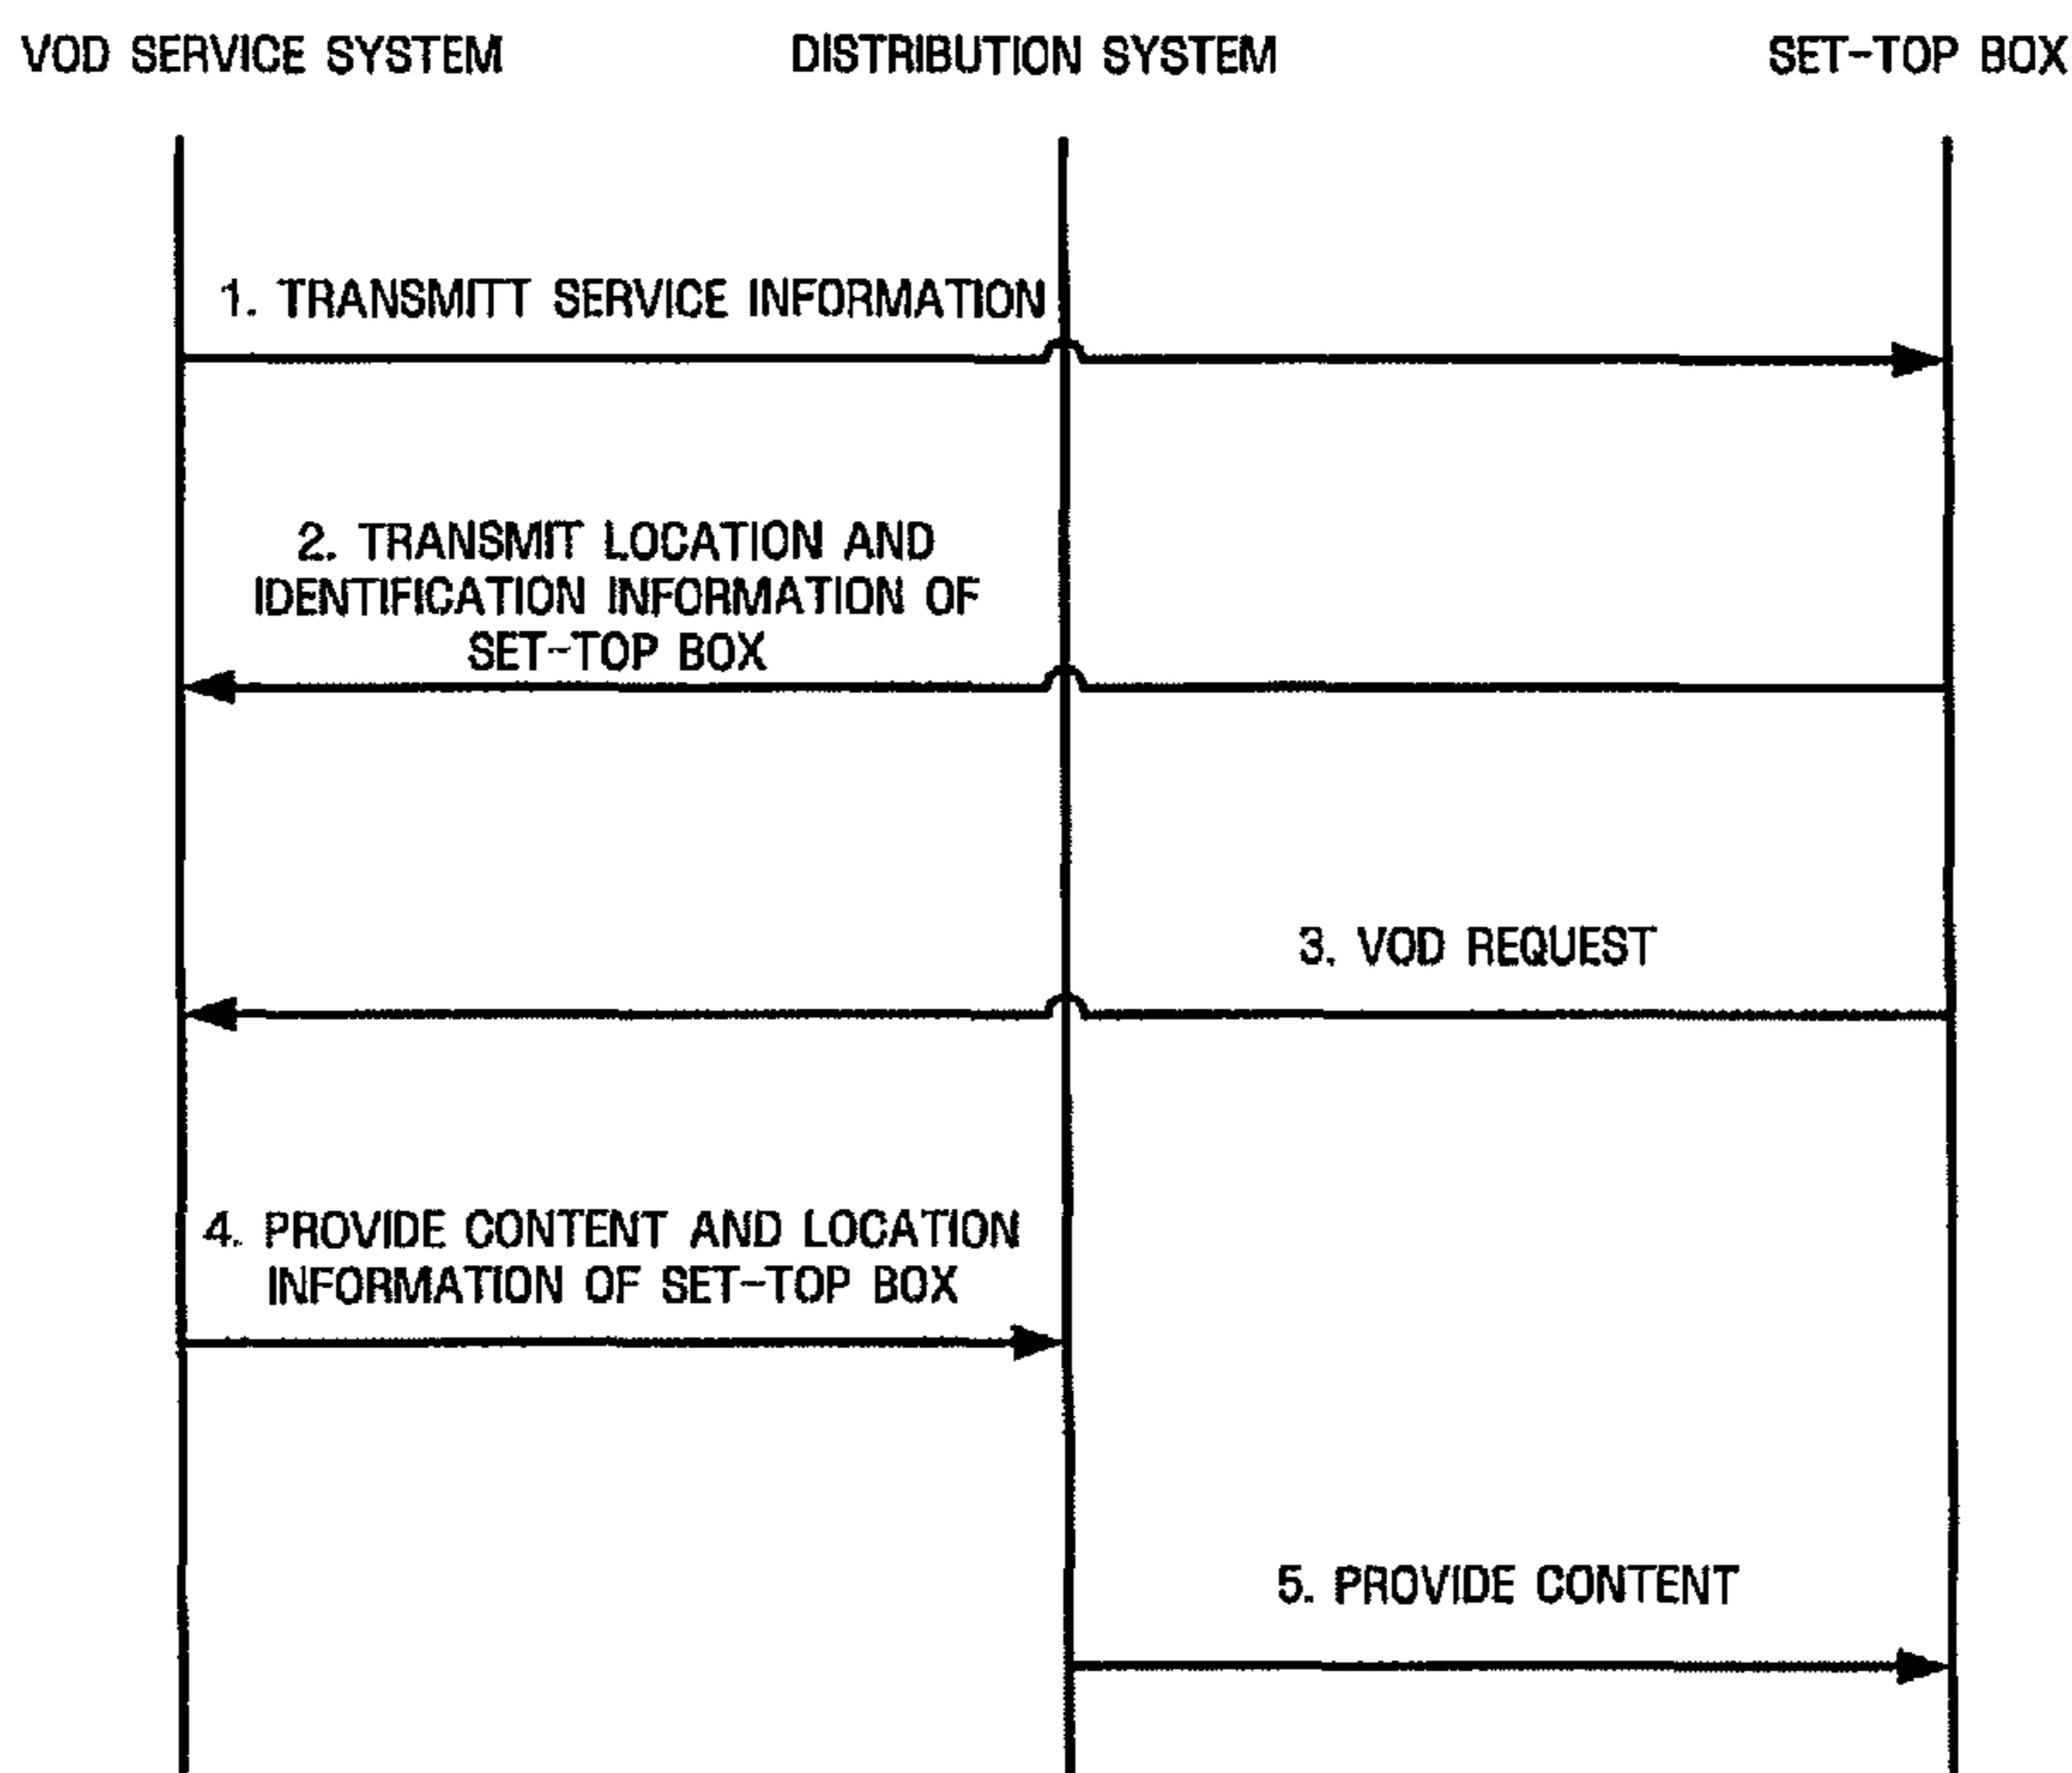 VOD SERVICE SYSTEM
DISTRIBUTION SYSTEM
SET-TOP BOX
1. TRANSMITT SERVICE INFORMATION
2. TRANSMIT LOCATION AND
IDENTIFICATION INFORMATION OF
SET-TOP BOX
3. VOD REQUEST
4. PROVIDE CONTENT AND LOCATION
INFORMATION OF SET-TOP BOX
5. PROVIDE CONTENT